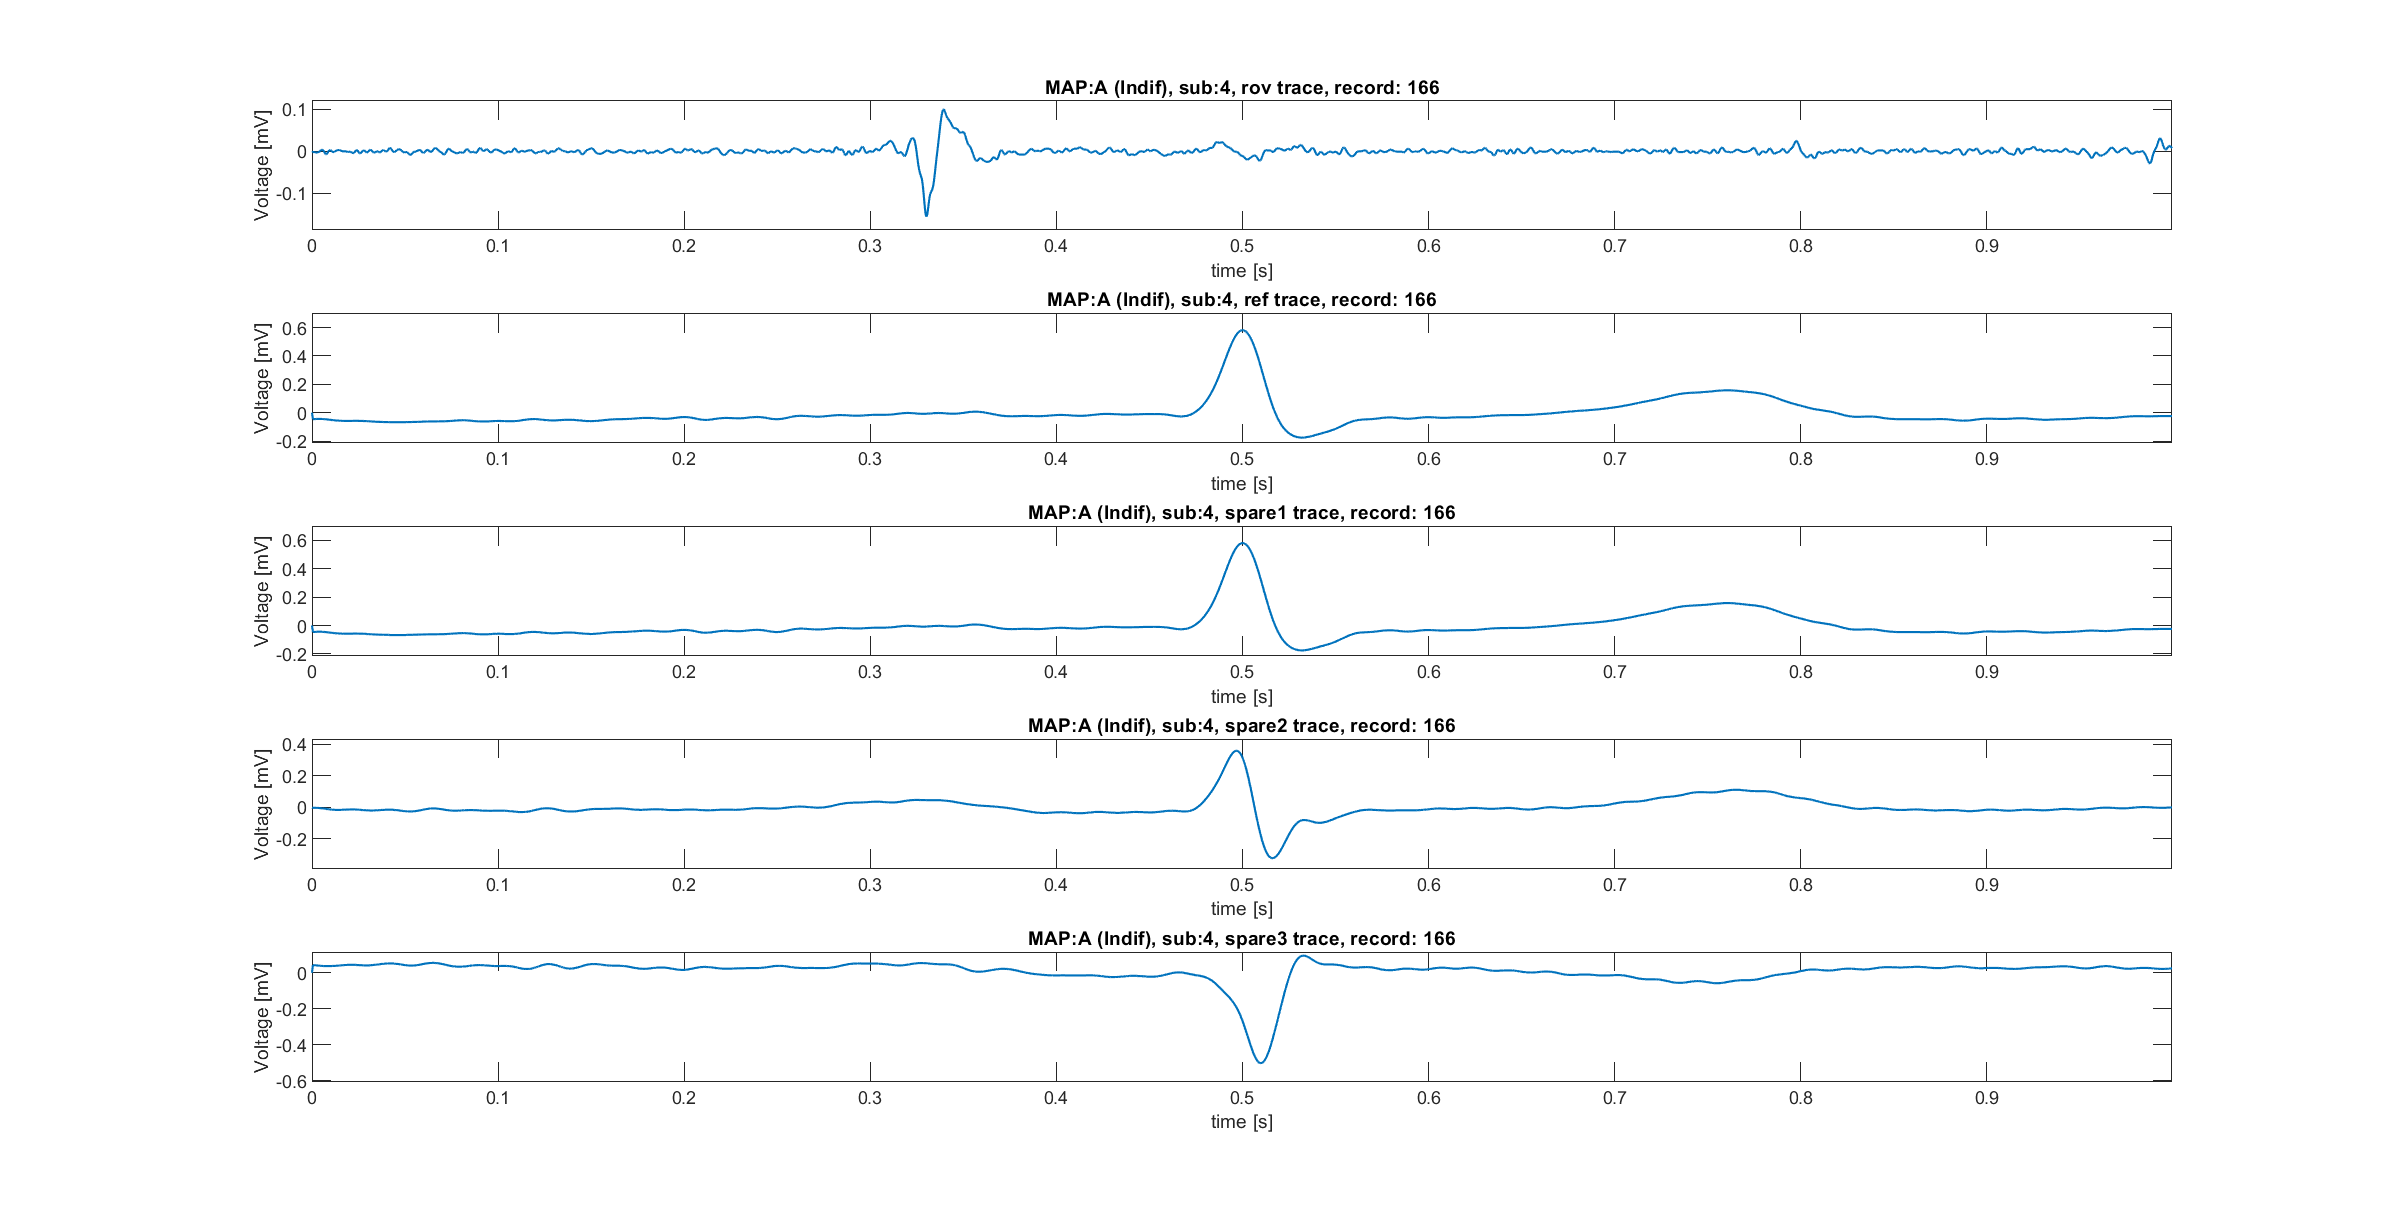 MAP:A (Indif), sub:4, rov trace, record: 166
Voltage [mV]
0.1
0
-0.1
0 0.1 0.2 0.3 0.4 0.5 0.6 0.7 0.8 0.9
time [s]
MAP:A (Indif), sub:4, ref trace, record: 166
Voltage [mV]
0.6
0.4
0.2
0
-0.2
0 0.1 0.2 0.3 0.4 0.5 0.6 0.7 0.8 0.9
time [s]
MAP:A (Indif), sub:4, spare1 trace, record: 166
Voltage [mV]
0.6
0.4
0.2
0
-0.2
0 0.1 0.2 0.3 0.4 0.5 0.6 0.7 0.8 0.9
time [s]
MAP:A (Indif), sub:4, spare2 trace, record: 166
Voltage [mV]
0.4
0.2
0
-0.2
0 0.1 0.2 0.3 0.4 0.5 0.6 0.7 0.8 0.9
time [s]
MAP:A (Indif), sub:4, spare3 trace, record: 166
Voltage [mV]
0
-0.2
-0.4
-0.6
0 0.1 0.2 0.3 0.4 0.5 0.6 0.7 0.8 0.9
time [s]